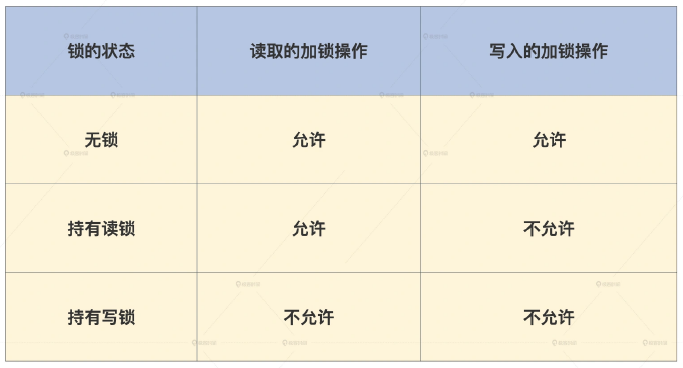 锁的状态 读取的加锁操作 写入的加锁操作
无锁 允许 允许
持有读锁 允许 不允许
持有写锁 不允许 不允许